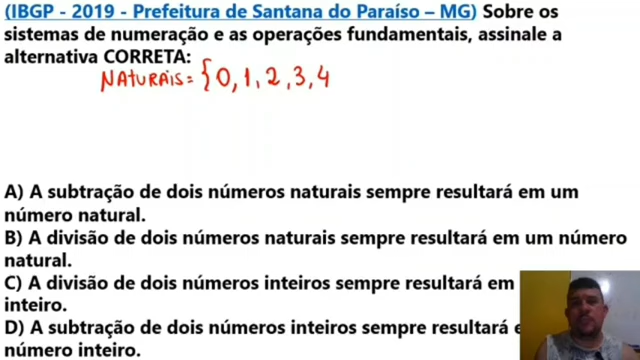 (IBGP - 2019 - Prefeitura de Santana do Paraíso – MG) Sobre os
sistemas de numeração e as operações fundamentais, assinale a
alternativa CORRETA:
NATURAIS = { 0, 1, 2, 3, 4
A) A subtração de dois números naturais sempre resultará em um
número natural.
B) A divisão de dois números naturais sempre resultará em um número
natural.
C) A divisão de dois números inteiros sempre resultará em
inteiro.
D) A subtração de dois números inteiros sempre resultará
número inteiro.